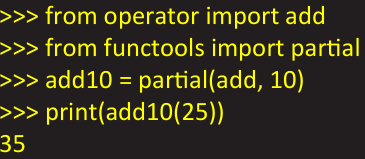 >>> from operator import add
>>> from functools import partial
>>> add10 = partial(add, 10)
>>> print(add10(25))
35